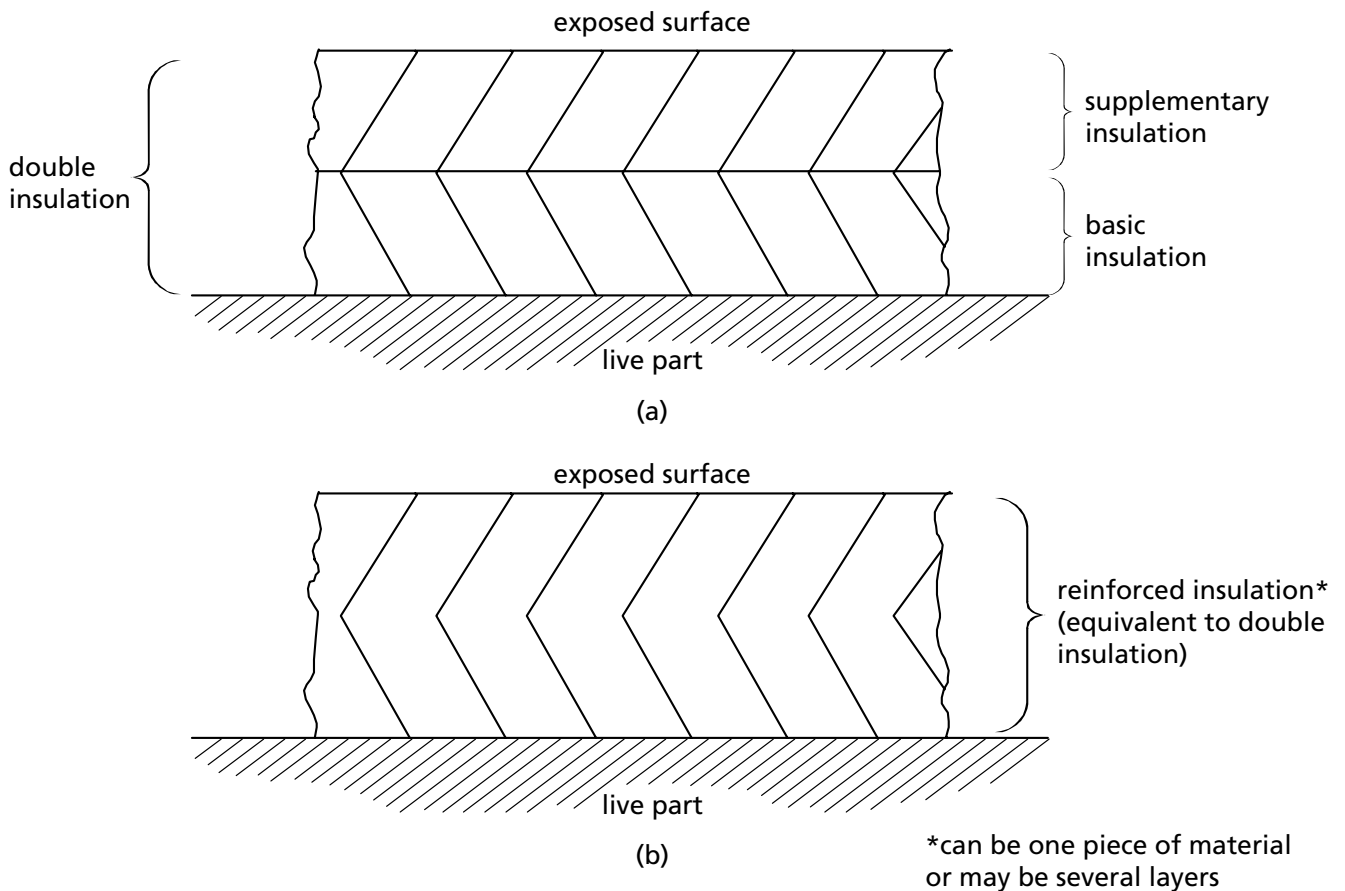 exposed surface
supplementary
insulation
double
insulation
basic
insulation
live part
(a)
exposed surface
reinforced insulation*
(equivalent to double
insulation)
live part
(b)
*can be one piece of material
or may be several layers